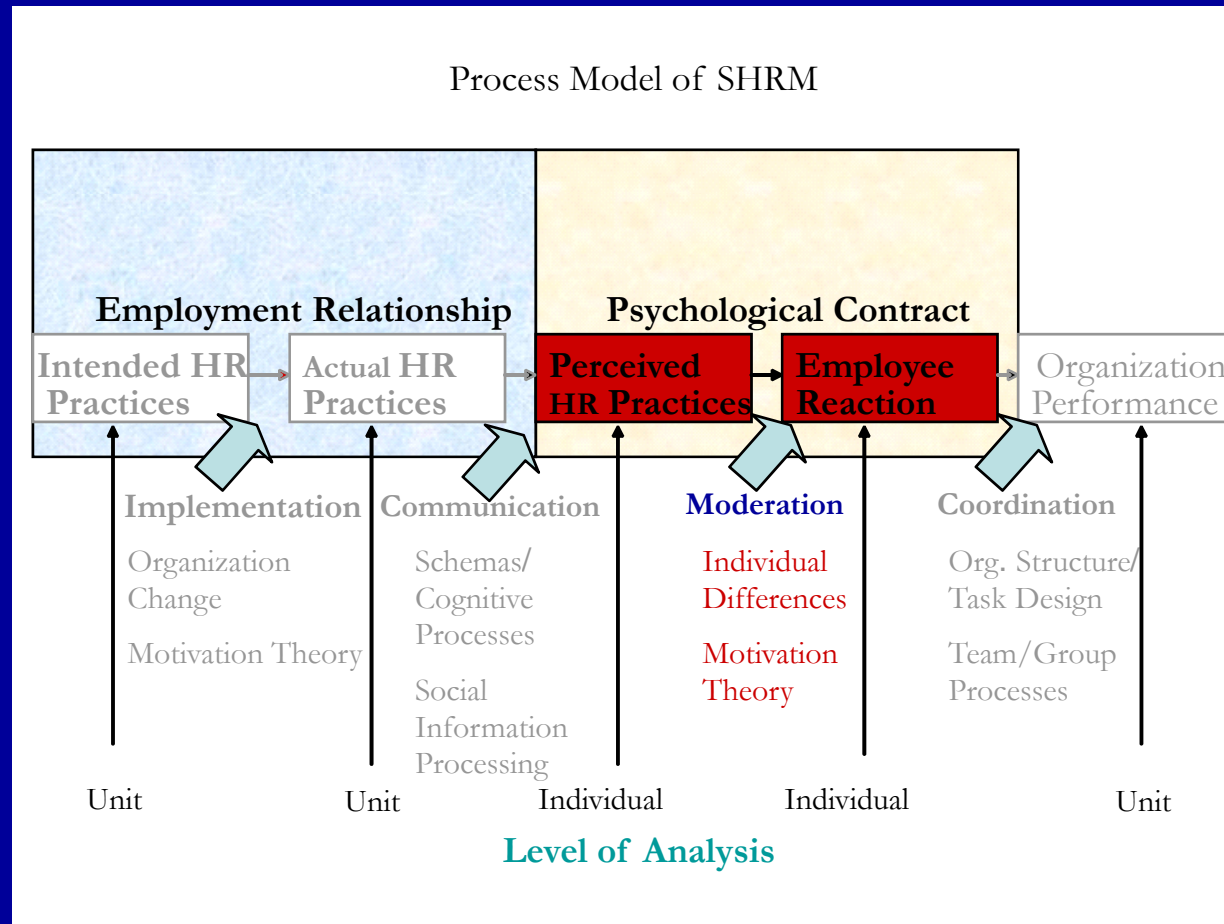 Process Model of SHRM
Employment Relationship
Psychological Contract
Intended HR
Practices
Actual HR
Practices
Perceived
HR Practices
Employee
Reaction
Organization
Performance
Implementation
Organization
Change
Motivation Theory
Communication
Schemas/
Cognitive
Processes
Social
Information
Processing
Moderation
Individual
Differences
Motivation
Theory
Coordination
Org. Structure/
Task Design
Team/Group
Processes
Unit
Unit
Individual
Individual
Unit
Level of Analysis